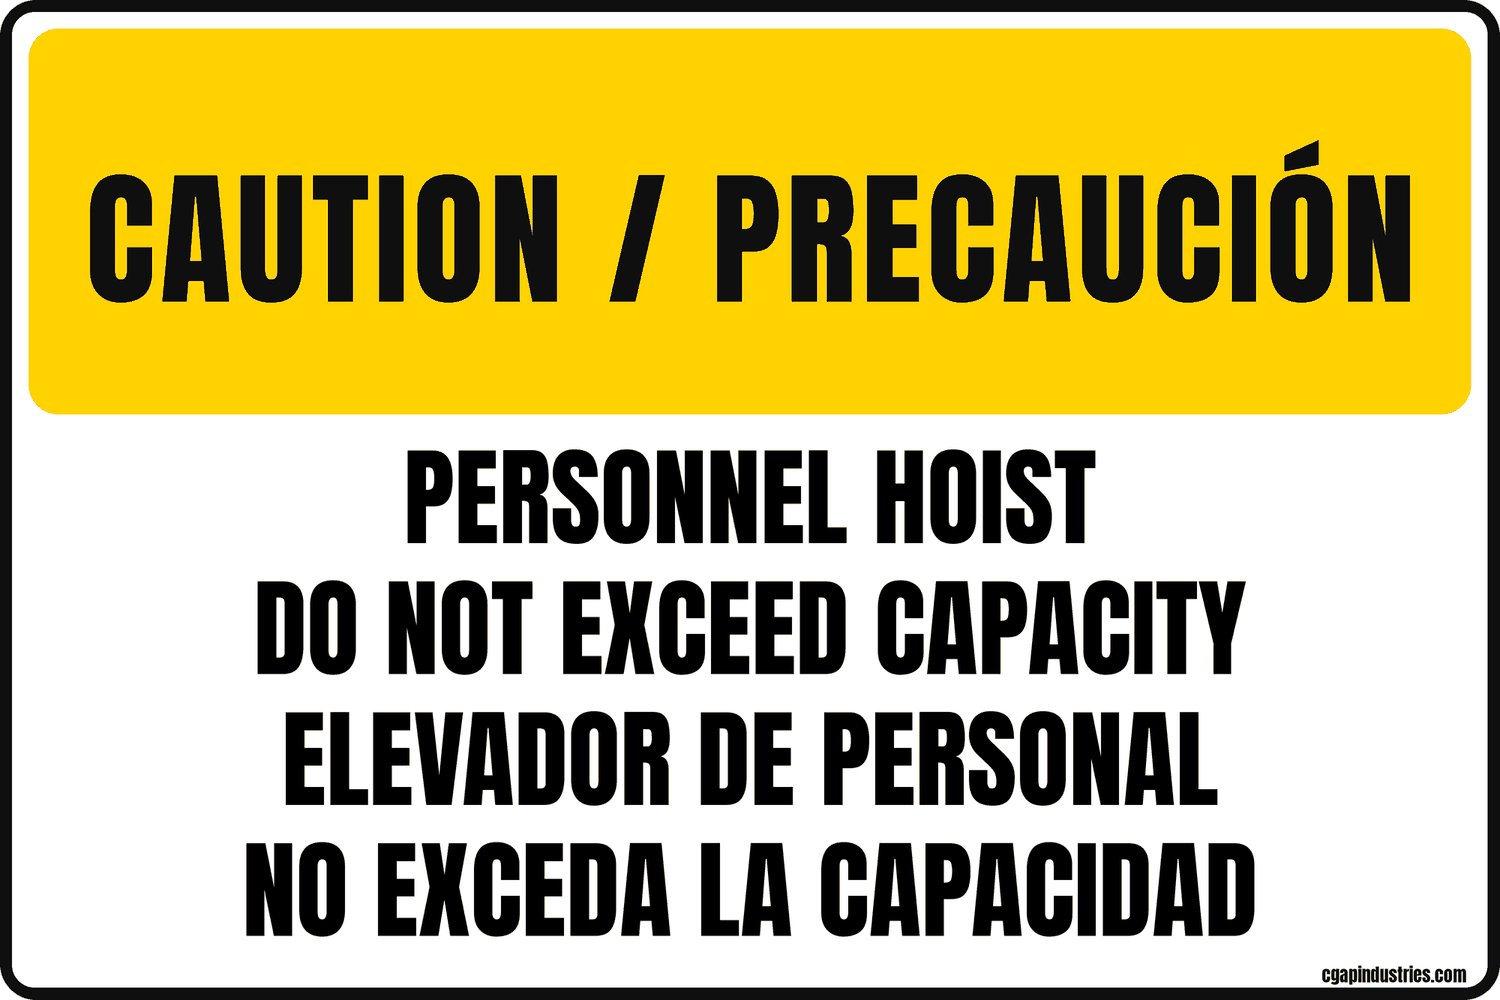 CAUTION / PRECAUCIÓN
PERSONNEL HOIST
DO NOT EXCEED CAPACITY
ELEVADOR DE PERSONAL
NO EXCEDA LA CAPACIDAD
cgapindustries.com